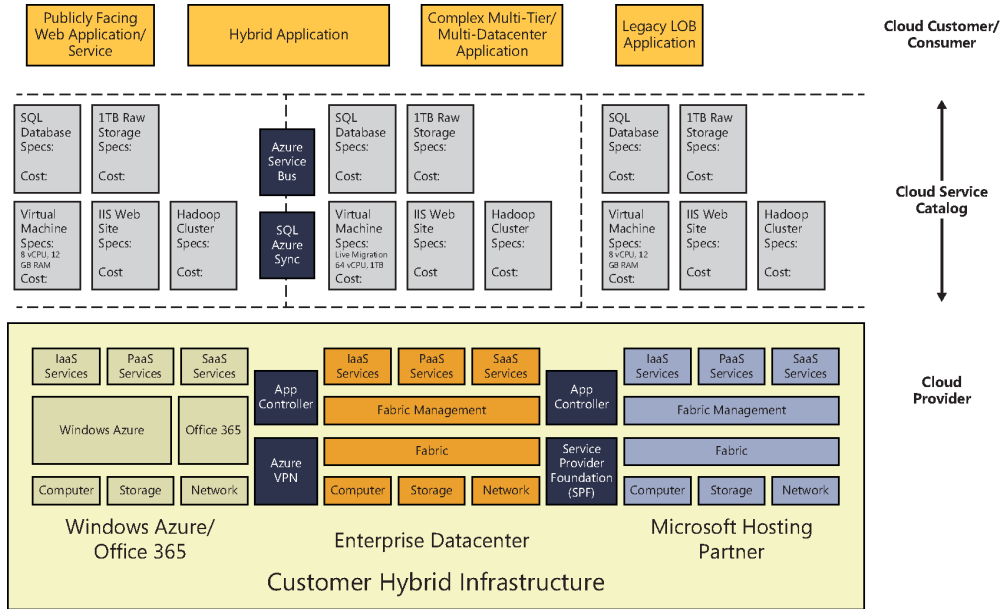 Publicly Facing
Web Application/
Service
Hybrid Application
Complex Multi-Tier/
Multi-Datacenter
Application
Legacy LOB
Application
Cloud Customer/
Consumer
SQL
Database
Specs:
Cost:
1TB Raw
Storage
Specs:
Cost:
Azure
Service
Bus
SQL
Database
Specs:
Cost:
1TB Raw
Storage
Specs:
Cost:
SQL
Database
Specs:
Cost:
1TB Raw
Storage
Specs:
Cost:
Cloud Service
Catalog
Virtual
Machine
Specs:
8 vCPU, 12
GB RAM
Cost:
IIS Web
Site
Specs:
Cost
Hadoop
Cluster
Specs:
Cost:
SQL
Azure
Sync
Virtual
Machine
Specs:
Live Migration
64 vCPU, 1TB
Cost:
IIS Web
Site
Specs:
Cost
Hadoop
Cluster
Specs:
Cost:
Virtual
Machine
Specs:
8 vCPU, 12
GB RAM
Cost:
IIS Web
Site
Specs:
Cost
Hadoop
Cluster
Specs:
Cost:
IaaS
Services
PaaS
Services
SaaS
Services
App
Controller
IaaS
Services
PaaS
Services
SaaS
Services
App
Controller
IaaS
Services
PaaS
Services
SaaS
Services
Cloud
Provider
Windows Azure
Office 365
Fabric Management
Fabric Management
Azure
VPN
Fabric
Service
Provider
Foundation
(SPF)
Fabric
Computer
Storage
Network
Computer
Storage
Network
Computer
Storage
Network
Windows Azure/
Office 365
Enterprise Datacenter
Microsoft Hosting
Partner
Customer Hybrid Infrastructure